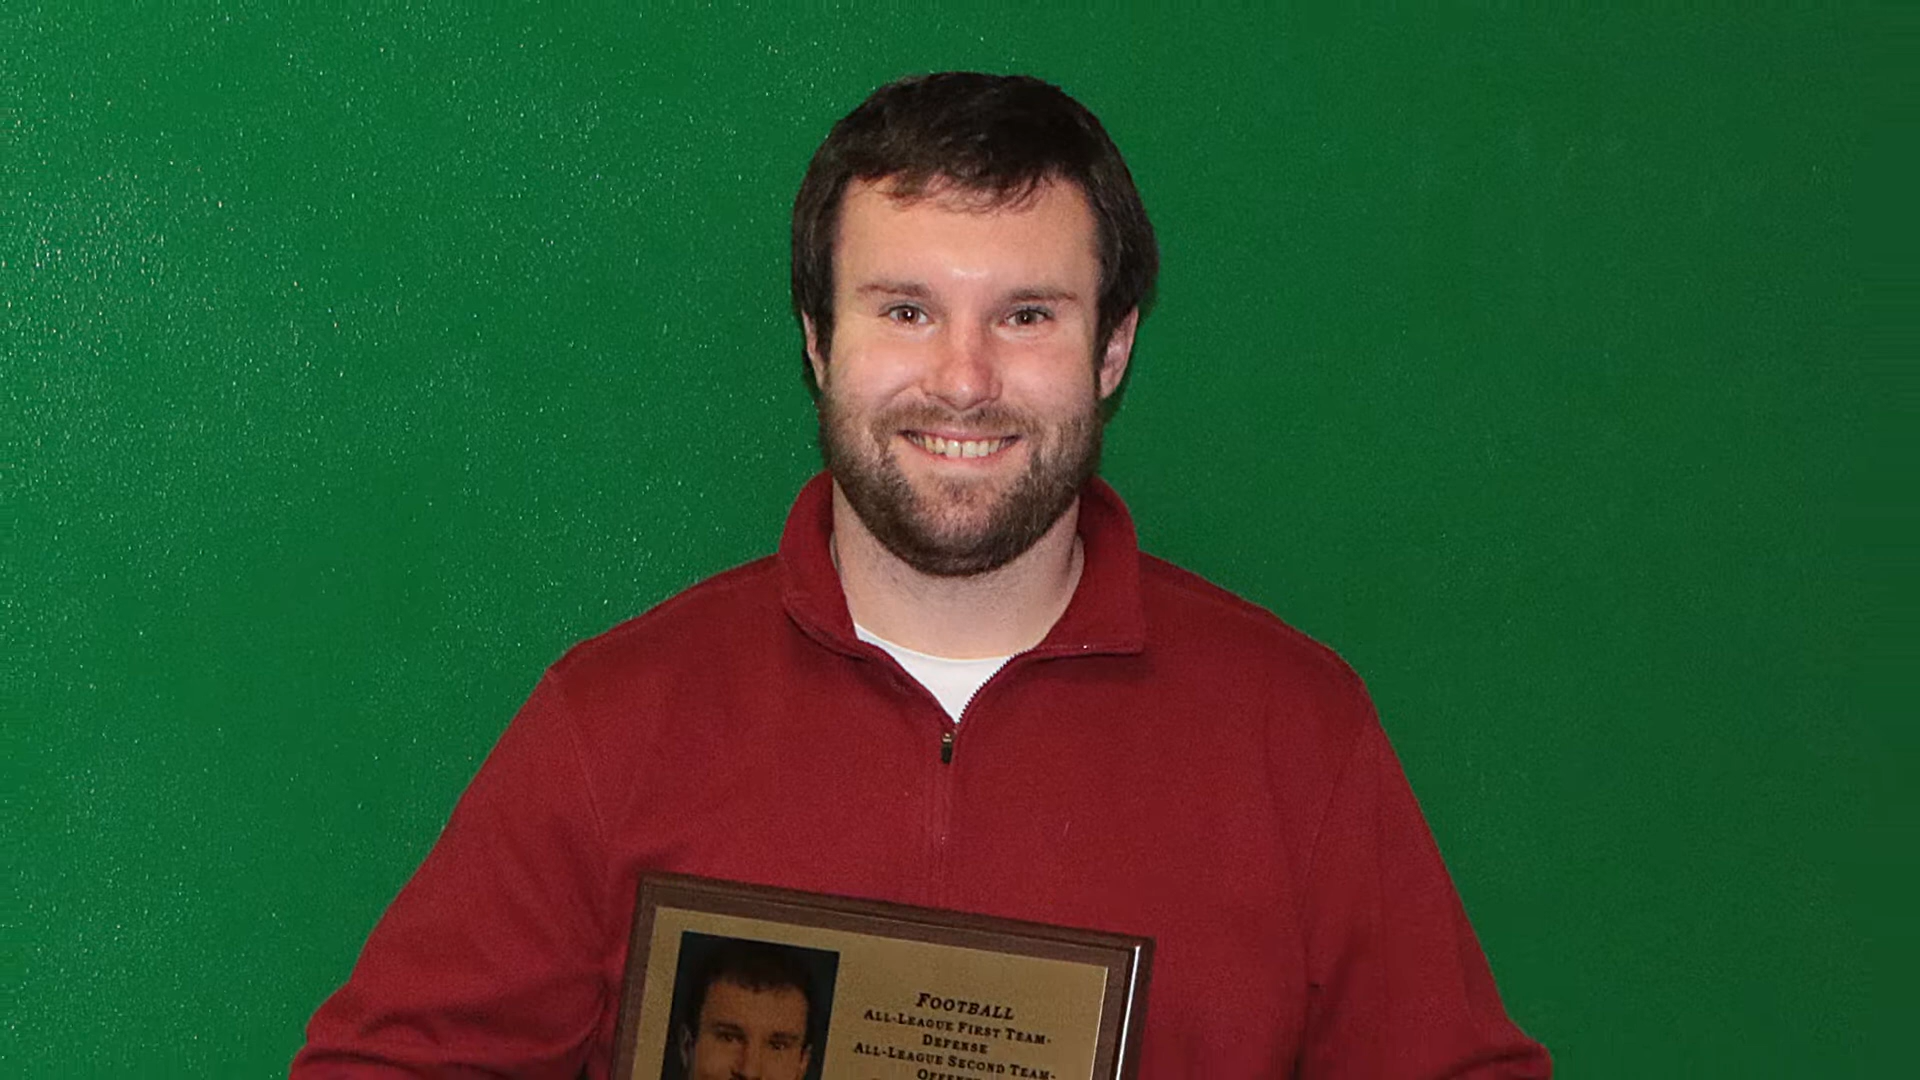 FOOTBALL
ALL-LEAGUE FIRST TEAM-
DEFENSE
ALL-LEAGUE SECOND TEAM-